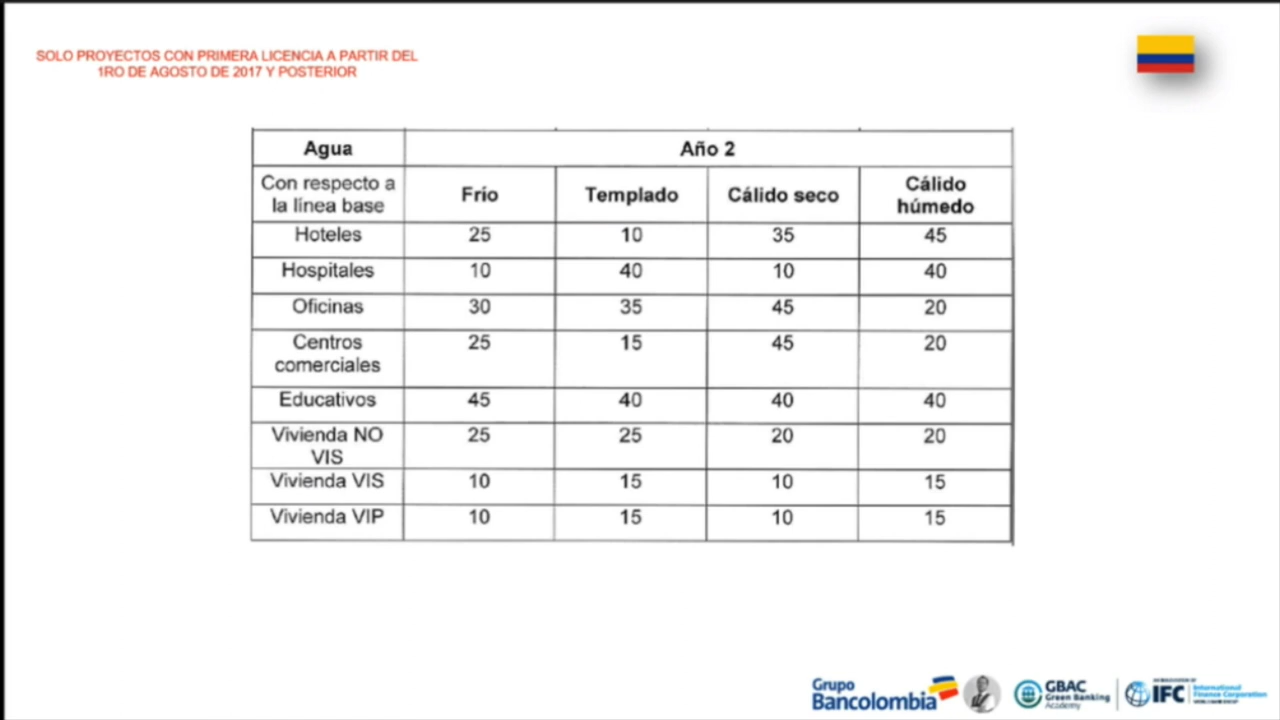 SOLO PROYECTOS CON PRIMERA LICENCIA A PARTIR DEL
1RO DE AGOSTO DE 2017 Y POSTERIOR
Agua Año 2
Con respecto a la línea base Frío Templado Cálido seco Cálido húmedo
Hoteles 25 10 35 45
Hospitales 10 40 10 40
Oficinas 30 35 45 20
Centros comerciales 25 15 45 20
Educativos 45 40 40 40
Vivienda NO VIS 25 25 20 20
Vivienda VIS 10 15 10 15
Vivienda VIP 10 15 10 15
Grupo
Bancolombia
GBAC
Green Banking
Academy
IFC
International
Finance Corporation
WORLD BANK GROUP